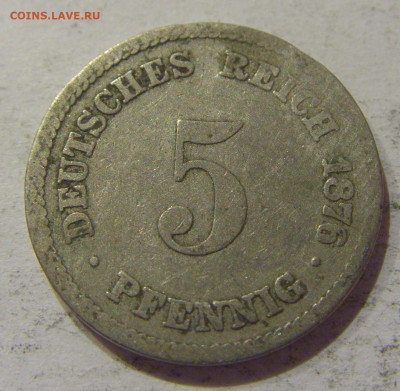 COINS.LAVE.RU
DEUTSCHES REICH 1876
5
· PFENNIG ·